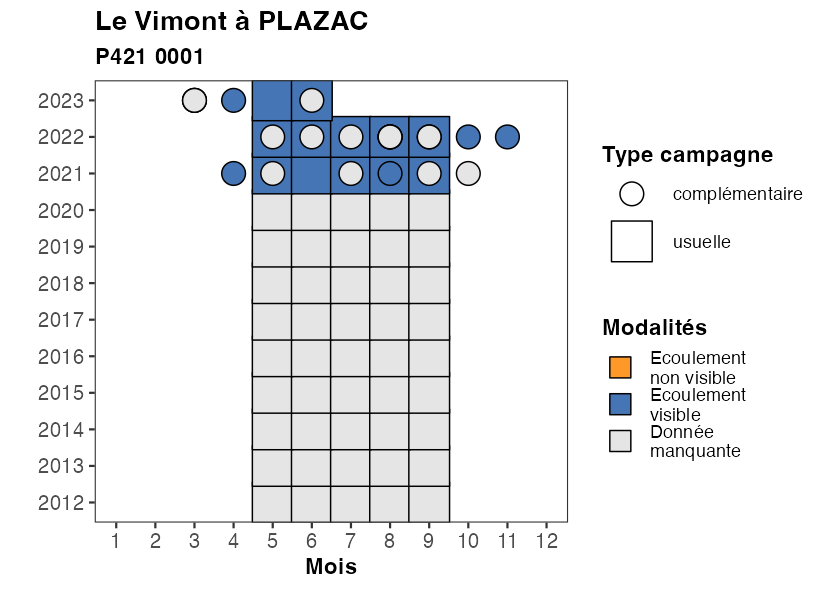 Le Vimont à PLAZAC
P421 0001
2023
2022
2021
2020
2019
2018
2017
2016
2015
2014
2013
2012
1 2 3 4 5 6 7 8 9 10 11 12
Mois
Type campagne
complémentaire
usuelle
Modalités
Ecoulement
non visible
Ecoulement
visible
Donnée
manquante